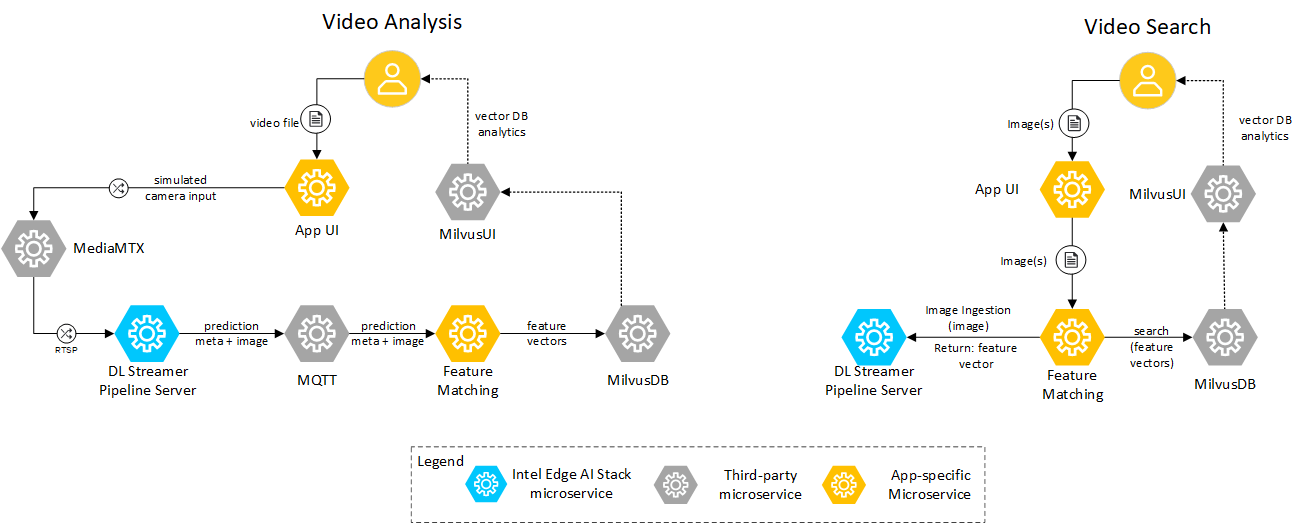 Video Analysis
video file
simulated
camera input
App UI
vector DB
analytics
MilvusUI
MediaMTX
RTSP
DL Streamer
Pipeline Server
prediction
meta + image
MQTT
prediction
meta + image
Feature
Matching
feature
vectors
MilvusDB
Video Search
Image(s)
App UI
vector DB
analytics
MilvusUI
Image(s)
Image Ingestion
(image)
Return: feature
vector
DL Streamer
Pipeline Server
Feature
Matching
search
(feature
vectors)
MilvusDB
Legend
Intel Edge AI Stack
microservice
Third-party
microservice
App-specific
Microservice